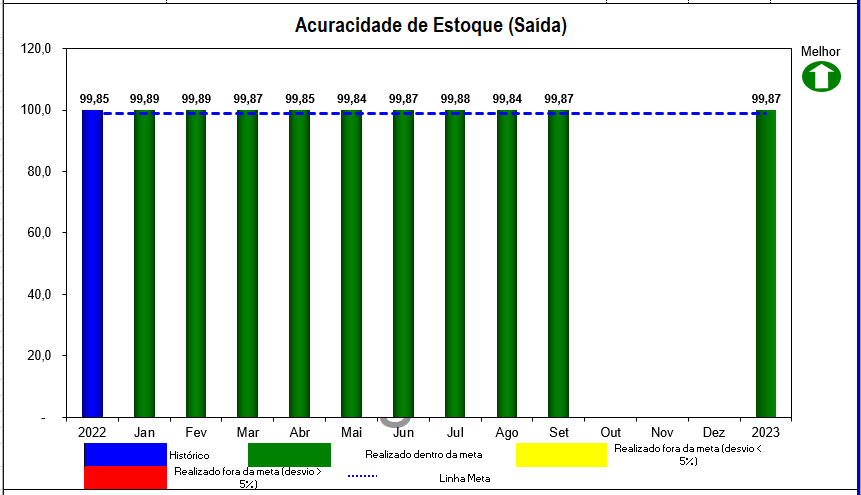 Acuracidade de Estoque (Saída)
Melhor
120,0
99,85 99,89 99,89 99,87 99,85 99,84 99,87 99,88 99,84 99,87 99,87
100,0
80,0
60,0
40,0
20,0
-
2022 Jan Fev Mar Abr Mai Jun Jul Ago Set Out Nov Dez 2023
Histórico
Realizado dentro da meta
Realizado fora da meta (desvio <
5%)
Realizado fora da meta (desvio >
5%)
Linha Meta